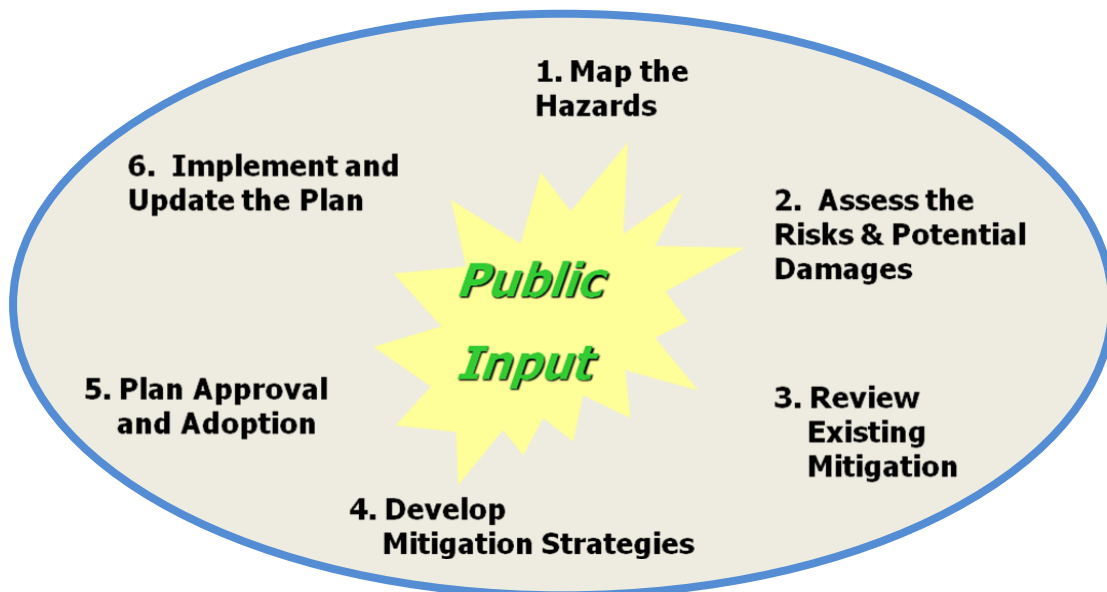 1. Map the
Hazards
2.  Assess the
Risks & Potential
Damages
3. Review
Existing
Mitigation
4. Develop
Mitigation Strategies
5. Plan Approval
and Adoption
6.  Implement and
Update the Plan
Public
Input